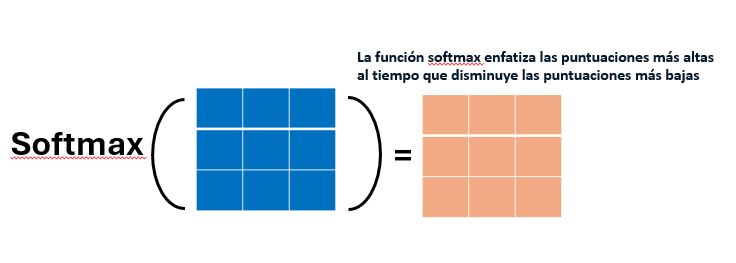 La función softmax enfatiza las puntuaciones más altas
al tiempo que disminuye las puntuaciones más bajas
Softmax ( ) =